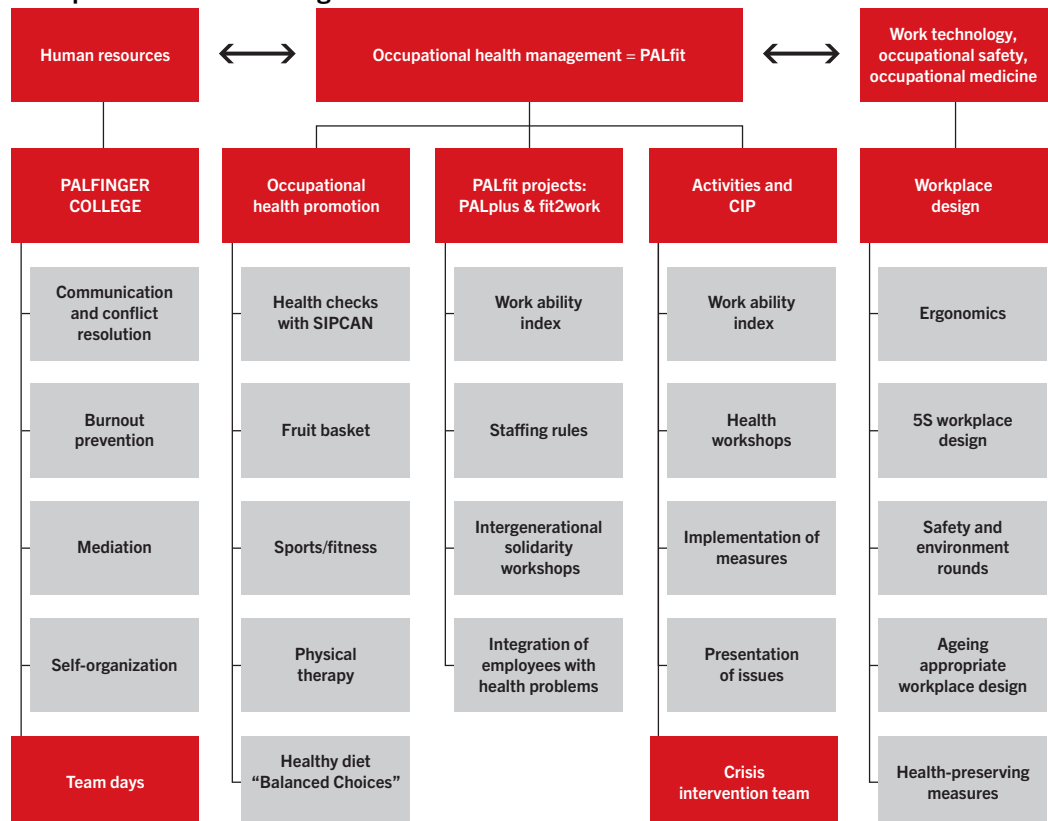 Human resources
Occupational health management = PALfit
Work technology,
occupational safety,
occupational medicine
PALFINGER
COLLEGE
Occupational
health promotion
PALfit projects:
PALplus & fit2work
Activities and
CIP
Workplace
design
Communication
and conflict
resolution
Health checks
with SIPCAN
Work ability
index
Work ability
index
Ergonomics
Burnout
prevention
Fruit basket
Staffing rules
Health
workshops
5S workplace
design
Mediation
Sports/fitness
Intergenerational
solidarity
workshops
Implementation of
measures
Safety and
environment
rounds
Self-organization
Physical
therapy
Integration of
employees with
health problems
Presentation
of issues
Ageing
appropriate
workplace design
Team days
Healthy diet
“Balanced Choices”
Crisis
intervention team
Health-preserving
measures